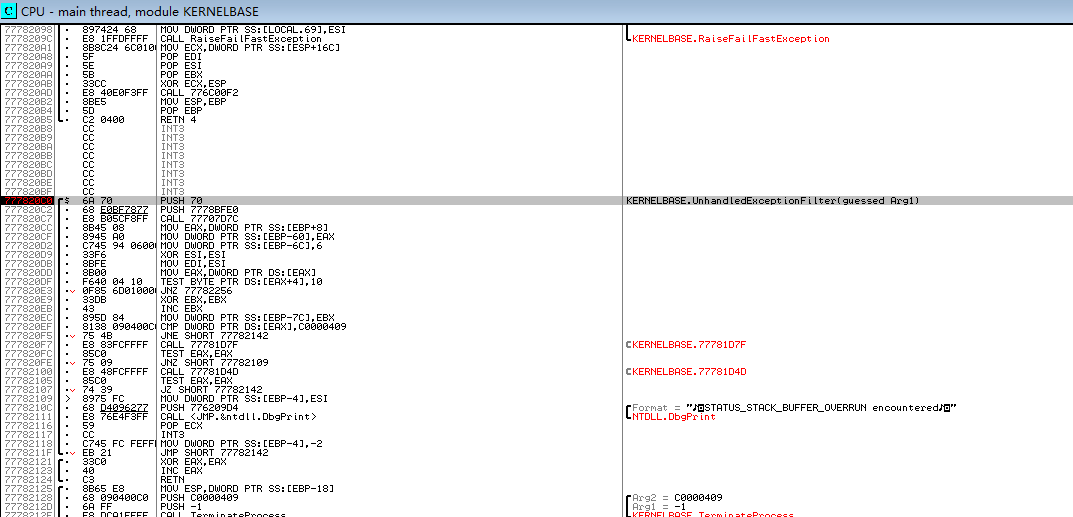 CPU - main thread, module KERNELBASE
77782098 897424 68 MOV DWORD PTR SS:[LOCAL.69],ESI
7778209C E8 1FFDFFFF CALL RaiseFailFastException KERNELBASE.RaiseFailFastException
777820A1 8B8C24 6C010 MOV ECX,DWORD PTR SS:[ESP+16C]
777820A8 5F POP EDI
777820A9 5E POP ESI
777820AA 5B POP EBX
777820AB 33CC XOR ECX,ESP
777820AD E8 40E0F3FF CALL 776C00F2
777820B2 8BE5 MOV ESP,EBP
777820B4 5D POP EBP
777820B5 C2 0400 RETN 4
777820B8 CC INT3
777820B9 CC INT3
777820BA CC INT3
777820BB CC INT3
777820BC CC INT3
777820BD CC INT3
777820BE CC INT3
777820BF CC INT3
777820C0 $ 6A 70 PUSH 70 KERNELBASE.UnhandledExceptionFilter(guessed Arg1)
777820C2 68 E0BF7877 PUSH 7778BFE0
777820C7 E8 B05CF8FF CALL 77707D7C
777820CC 8B45 08 MOV EAX,DWORD PTR SS:[EBP+8]
777820CF 8945 A0 MOV DWORD PTR SS:[EBP-60],EAX
777820D2 C745 94 06000 MOV DWORD PTR SS:[EBP-6C],6
777820D9 33F6 XOR ESI,ESI
777820DB 8BFE MOV EDI,ESI
777820DD 8B00 MOV EAX,DWORD PTR DS:[EAX]
777820DF F640 04 10 TEST BYTE PTR DS:[EAX+4],10
777820E3 0F85 6D01000 JNZ 77782256
777820E9 33DB XOR EBX,EBX
777820EB 43 INC EBX
777820EC 895D 84 MOV DWORD PTR SS:[EBP-7C],EBX
777820EF 8138 090400C CMP DWORD PTR DS:[EAX],C0000409
777820F5 75 4B JNE SHORT 77782142
777820F7 E8 83FCFFFF CALL 77781D7F KERNELBASE.77781D7F
777820FC 85C0 TEST EAX,EAX
777820FE 75 09 JNZ SHORT 77782109
77782100 E8 48FCFFFF CALL 77781D4D KERNELBASE.77781D4D
77782105 85C0 TEST EAX,EAX
77782107 74 39 JZ SHORT 77782142
77782109 > 8975 FC MOV DWORD PTR SS:[EBP-4],ESI
7778210C 68 D4096277 PUSH 776209D4 Format = "♪◙STATUS_STACK_BUFFER_OVERRUN encountered♪◙"
77782111 E8 76E4F3FF CALL <JMP.&ntdll.DbgPrint> NTDLL.DbgPrint
77782116 59 POP ECX
77782117 CC INT3
77782118 C745 FC FEFFF MOV DWORD PTR SS:[EBP-4],-2
7778211F EB 21 JMP SHORT 77782142
77782121 33C0 XOR EAX,EAX
77782123 40 INC EAX
77782124 C3 RETN
77782125 8B65 E8 MOV ESP,DWORD PTR SS:[EBP-18]
77782128 68 090400C0 PUSH C0000409 Arg2 = C0000409
7778212D 6A FF PUSH -1 Arg1 = -1
7778212F E8 DCA1FFFF CALL TerminateProcess KERNELBASE.TerminateProcess